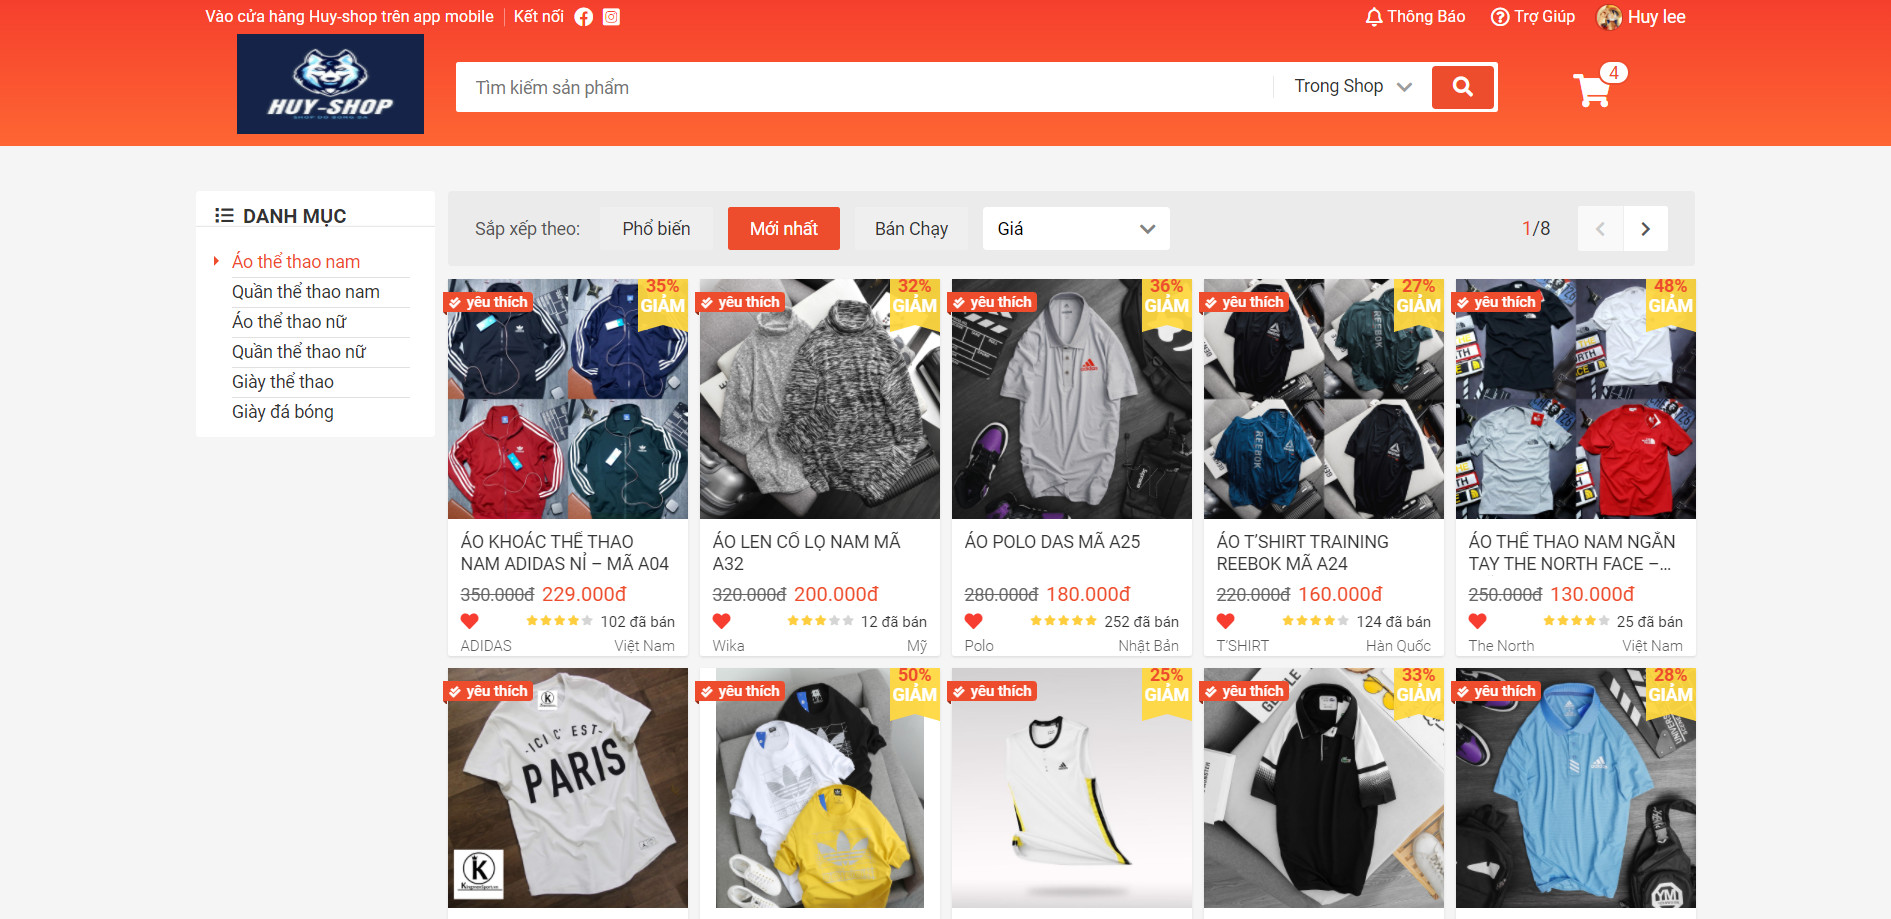 Vào cửa hàng Huy-shop trên app mobile
Kết nối
Thông Báo
Trợ Giúp
Huy lee
HUY-SHOP
Tìm kiếm sản phẩm
Trong Shop
4
DANH MỤC
Áo thể thao nam
Quần thể thao nam
Áo thể thao nữ
Quần thể thao nữ
Giày thể thao
Giày đá bóng
Sắp xếp theo:
Phổ biến
Mới nhất
Bán Chạy
Giá
1/8
yêu thích
35%
GIẢM
ÁO KHOÁC THỂ THAO
NAM ADIDAS NỈ – MÃ A04
350.000đ 229.000đ
102 đã bán
ADIDAS
Việt Nam
yêu thích
32%
GIẢM
ÁO LEN CỔ LỌ NAM MÃ
A32
320.000đ 200.000đ
12 đã bán
Wika
Mỹ
yêu thích
36%
GIẢM
ÁO POLO DAS MÃ A25
280.000đ 180.000đ
252 đã bán
Polo
Nhật Bản
yêu thích
27%
GIẢM
REEBOK
REEBOK
ÁO T’SHIRT TRAINING
REEBOK MÃ A24
220.000đ 160.000đ
124 đã bán
T’SHIRT
Hàn Quốc
yêu thích
48%
GIẢM
ÁO THỂ THAO NAM NGẮN
TAY THE NORTH FACE –...
250.000đ 130.000đ
25 đã bán
The North
Việt Nam
yêu thích
PARIS
K
yêu thích
50%
GIẢM
yêu thích
25%
GIẢM
yêu thích
33%
GIẢM
yêu thích
28%
GIẢM